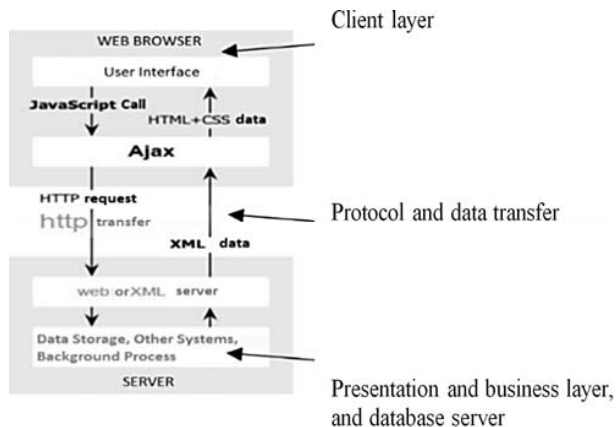 Client layer
WEB BROWSER
User Interface
JavaScript Call
HTML+CSS data
Ajax
HTTP request
http transfer
Protocol and data transfer
XML data
web|orXML server
Data Storage, Other Systems,
Background Process
SERVER
Presentation and business layer,
and database server